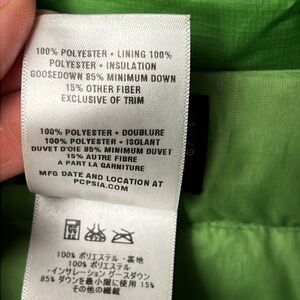 100% POLYESTER • LINING 100%
POLYESTER • INSULATION
GOOSEDOWN 85% MINIMUM DOWN
15% OTHER FIBER
EXCLUSIVE OF TRIM
100% POLYESTER • DOUBLURE
100% POLYESTER • ISOLANT
DUVET D'OIE 85% MINIMUM DUVET
15% AUTRE FIBRE
A PART LA GARNITURE
MFG DATE AND LOCATION AT
PCPSIA.COM
100% ポリエステル・裏地
100% ポリエステル
・インサレーション グースダウン
85% ダウンを最小限に含む 15%
その他の繊維